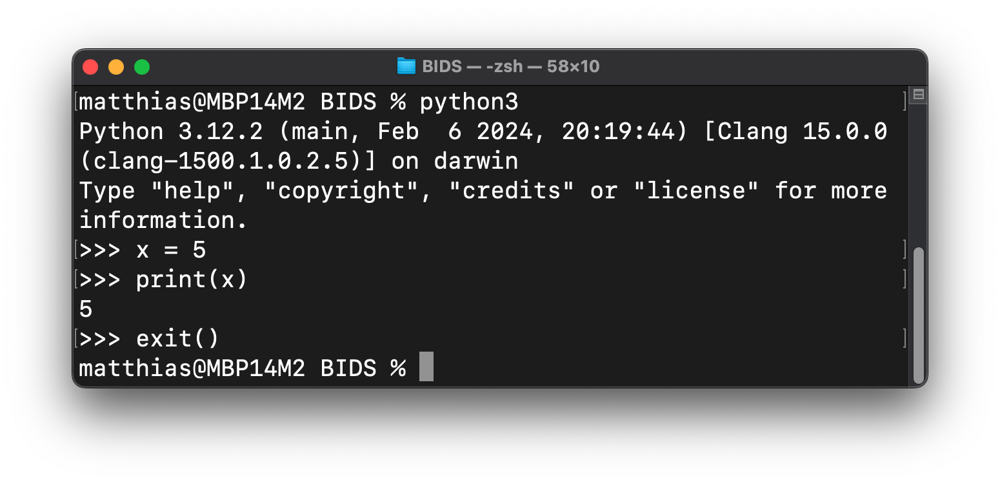 BIDS — -zsh — 58×10
[matthias@MBP14M2 BIDS % python3 ]
Python 3.12.2 (main, Feb  6 2024, 20:19:44) [Clang 15.0.0
(clang-1500.1.0.2.5)] on darwin
Type "help", "copyright", "credits" or "license" for more
information.
[>>> x = 5 ]
[>>> print(x) ]
5
[>>> exit() ]
matthias@MBP14M2 BIDS %